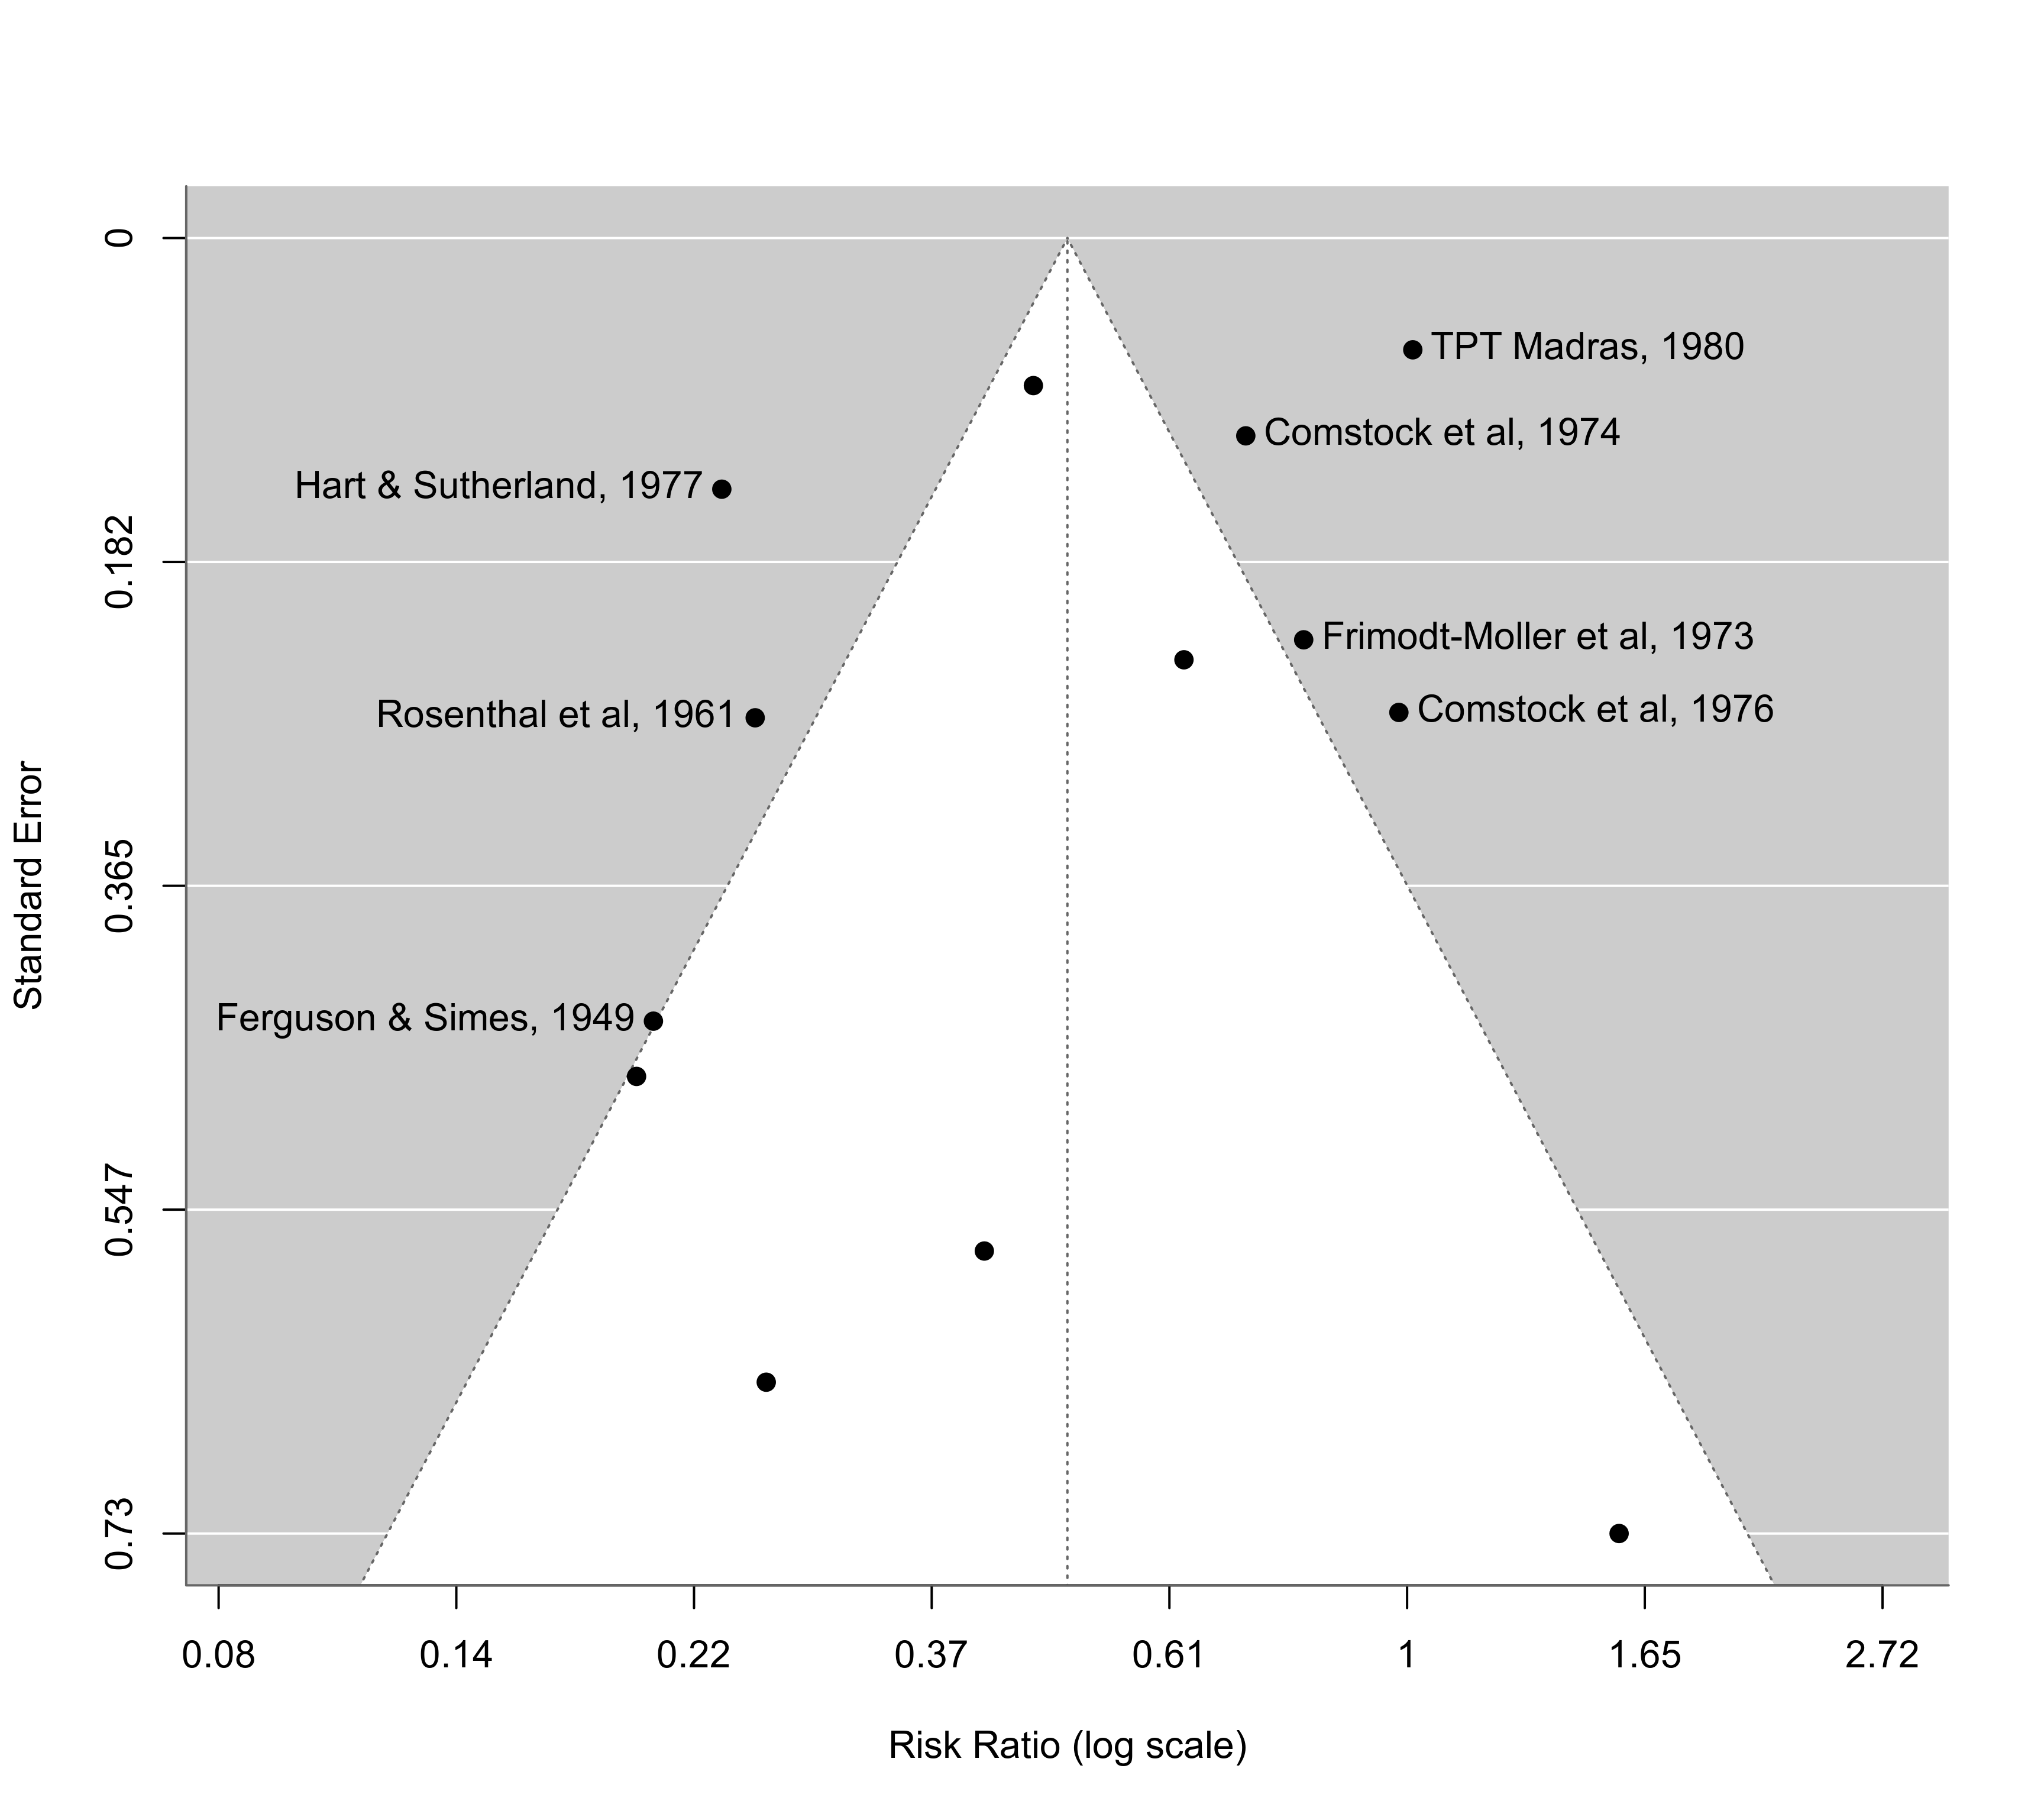 0
TPT Madras, 1980
Comstock et al, 1974
Hart & Sutherland, 1977
0.182
Frimodt-Moller et al, 1973
Comstock et al, 1976
Rosenthal et al, 1961
Standard Error
0.365
Ferguson & Simes, 1949
0.547
0.73
0.08 0.14 0.22 0.37 0.61 1 1.65 2.72
Risk Ratio (log scale)